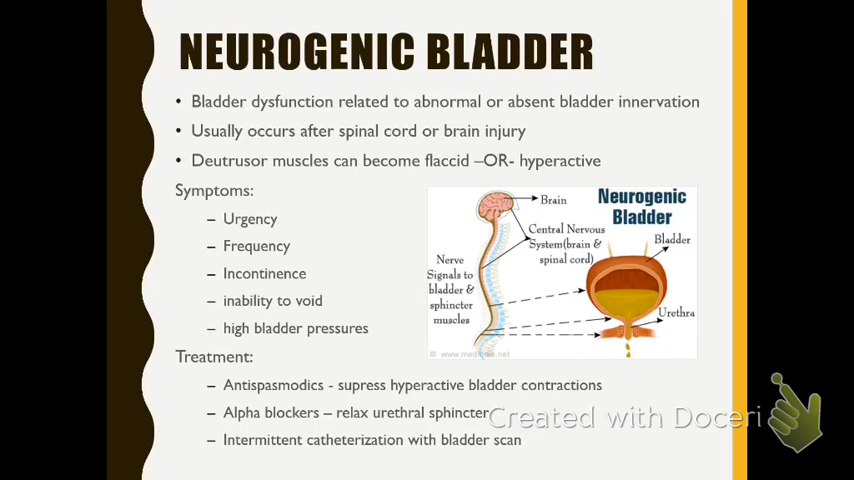 NEUROGENIC BLADDER
• Bladder dysfunction related to abnormal or absent bladder innervation
• Usually occurs after spinal cord or brain injury
• Deutrusor muscles can become flaccid –OR- hyperactive
Symptoms:
– Urgency
– Frequency
– Incontinence
– inability to void
– high bladder pressures
Brain
Neurogenic
Bladder
Central Nervous
System(brain &
spinal cord)
Bladder
Nerve
Signals to
bladder &
sphincter
muscles
Urethra
Treatment:
– Antispasmodics - supress hyperactive bladder contractions
– Alpha blockers – relax urethral sphincter
– Intermittent catheterization with bladder scan
Created with Doceri